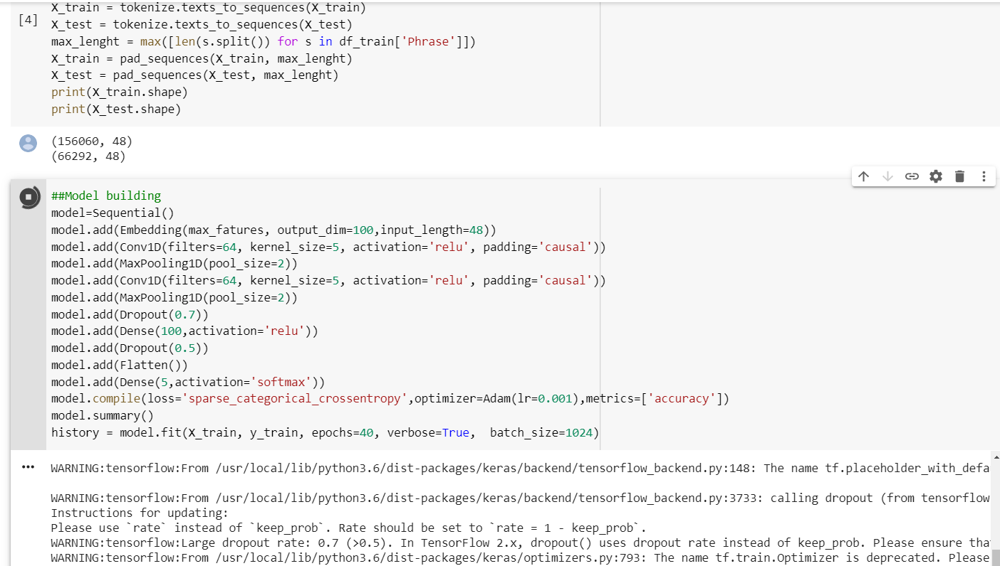 X_train = tokenize.texts_to_sequences(X_train)
[4]
X_test = tokenize.texts_to_sequences(X_test)
max_lenght = max([len(s.split()) for s in df_train['Phrase']])
X_train = pad_sequences(X_train, max_lenght)
X_test = pad_sequences(X_test, max_lenght)
print(X_train.shape)
print(X_test.shape)
(156060, 48)
(66292, 48)
##Model building
model=Sequential()
model.add(Embedding(max_fatures, output_dim=100,input_length=48))
model.add(Conv1D(filters=64, kernel_size=5, activation='relu', padding='causal'))
model.add(MaxPooling1D(pool_size=2))
model.add(Conv1D(filters=64, kernel_size=5, activation='relu', padding='causal'))
model.add(MaxPooling1D(pool_size=2))
model.add(Dropout(0.7))
model.add(Dense(100,activation='relu'))
model.add(Dropout(0.5))
model.add(Flatten())
model.add(Dense(5,activation='softmax'))
model.compile(loss='sparse_categorical_crossentropy',optimizer=Adam(lr=0.001),metrics=['accuracy'])
model.summary()
history = model.fit(X_train, y_train, epochs=40, verbose=True,  batch_size=1024)
WARNING:tensorflow:From /usr/local/lib/python3.6/dist-packages/keras/backend/tensorflow_backend.py:148: The name tf.placeholder_with_defa
WARNING:tensorflow:From /usr/local/lib/python3.6/dist-packages/keras/backend/tensorflow_backend.py:3733: calling dropout (from tensorflow
Instructions for updating:
Please use `rate` instead of `keep_prob`. Rate should be set to `rate = 1 - keep_prob`.
WARNING:tensorflow:Large dropout rate: 0.7 (>0.5). In TensorFlow 2.x, dropout() uses dropout rate instead of keep_prob. Please ensure tha
WARNING:tensorflow:From /usr/local/lib/python3.6/dist-packages/keras/optimizers.py:793: The name tf.train.Optimizer is deprecated. Please